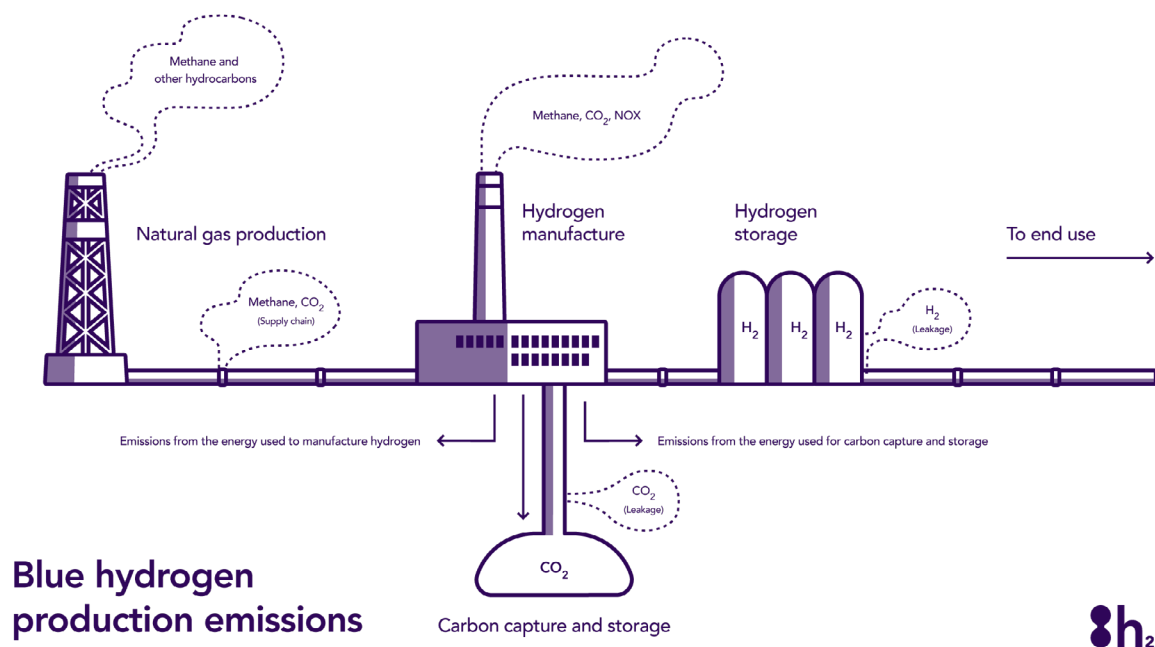 Methane and
other hydrocarbons
Methane, CO₂, NOX
Natural gas production
Hydrogen
manufacture
Hydrogen
storage
To end use
Methane, CO₂
(Supply chain)
H₂
H₂
H₂
H₂
(Leakage)
Emissions from the energy used to manufacture hydrogen
Emissions from the energy used for carbon capture and storage
CO₂
(Leakage)
CO₂
Blue hydrogen
production emissions
Carbon capture and storage
h₂